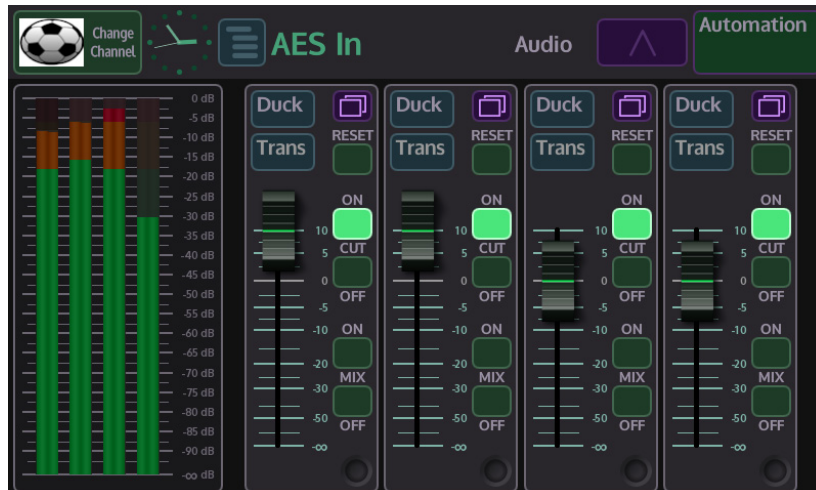 Change
Channel
AES In
Audio
Automation
0 dB
-5 dB
-10 dB
-15 dB
-20 dB
-25 dB
-30 dB
-35 dB
-40 dB
-45 dB
-50 dB
-55 dB
-60 dB
-65 dB
-70 dB
-75 dB
-80 dB
-85 dB
-90 dB
-∞ dB
Duck
RESET
Trans
ON
10
CUT
5
0
OFF
-5
-10
ON
-20
MIX
-30
-50
OFF
-∞
Duck
RESET
Trans
ON
10
CUT
5
0
OFF
-5
-10
ON
-20
MIX
-30
-50
OFF
-∞
Duck
RESET
Trans
ON
10
CUT
5
0
OFF
-5
-10
ON
-20
MIX
-30
-50
OFF
-∞
Duck
RESET
Trans
ON
10
CUT
5
0
OFF
-5
-10
ON
-20
MIX
-30
-50
OFF
-∞